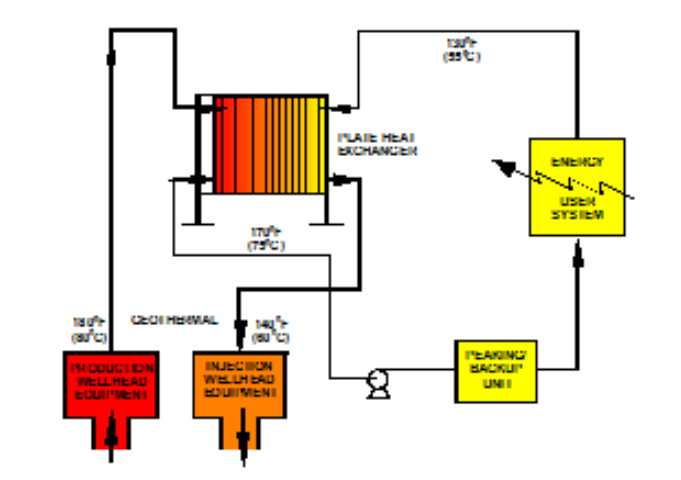 130°F
(55°C)
PLATE HEAT
EXCHANGER
ENERGY
USER
SYSTEM
170°F
(75°C)
180°F
(80°C)
GEOTHERMAL
140°F
(60°C)
PRODUCTION
WELLHEAD
EQUIPMENT
INJECTION
WELLHEAD
EQUIPMENT
PEAKING/
BACKUP
UNIT